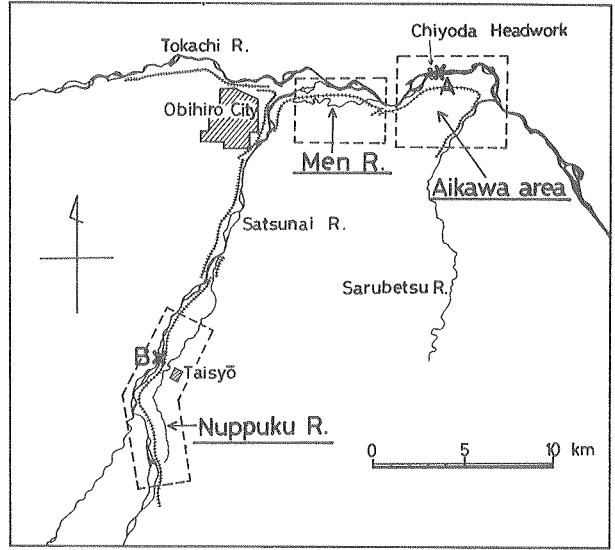 Chiyoda Headwork
Tokachi R.
A
Obihiro City
Men R.
Aikawa area
Satsunai R.
Sarubetsu R.
B
Taisyō
Nuppuku R.
0 5 10 km